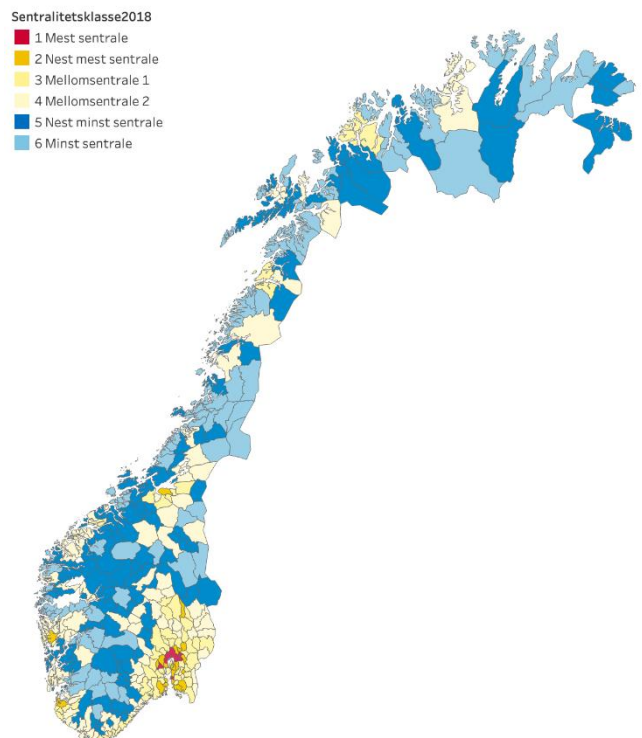 Sentralitetsklasse2018
1 Mest sentrale
2 Nest mest sentrale
3 Mellomsentrale 1
4 Mellomsentrale 2
5 Nest minst sentrale
6 Minst sentrale